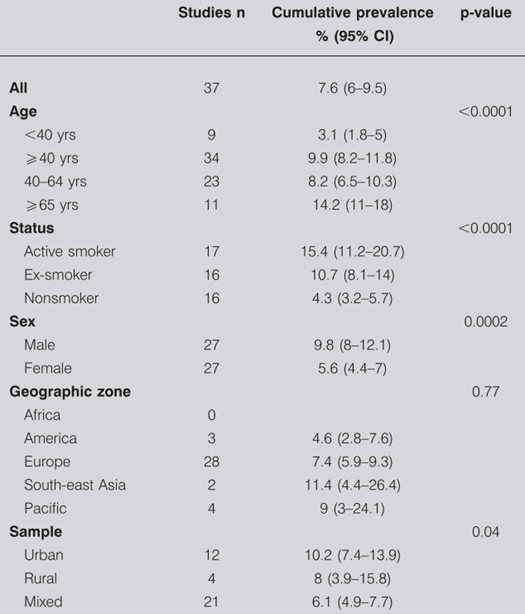 Studies n Cumulative prevalence p-value
% (95% CI)
All 37 7.6 (6–9.5)
Age <0.0001
<40 yrs 9 3.1 (1.8–5)
⩾40 yrs 34 9.9 (8.2–11.8)
40–64 yrs 23 8.2 (6.5–10.3)
⩾65 yrs 11 14.2 (11–18)
Status <0.0001
Active smoker 17 15.4 (11.2–20.7)
Ex-smoker 16 10.7 (8.1–14)
Nonsmoker 16 4.3 (3.2–5.7)
Sex 0.0002
Male 27 9.8 (8–12.1)
Female 27 5.6 (4.4–7)
Geographic zone 0.77
Africa 0
America 3 4.6 (2.8–7.6)
Europe 28 7.4 (5.9–9.3)
South-east Asia 2 11.4 (4.4–26.4)
Pacific 4 9 (3–24.1)
Sample 0.04
Urban 12 10.2 (7.4–13.9)
Rural 4 8 (3.9–15.8)
Mixed 21 6.1 (4.9–7.7)